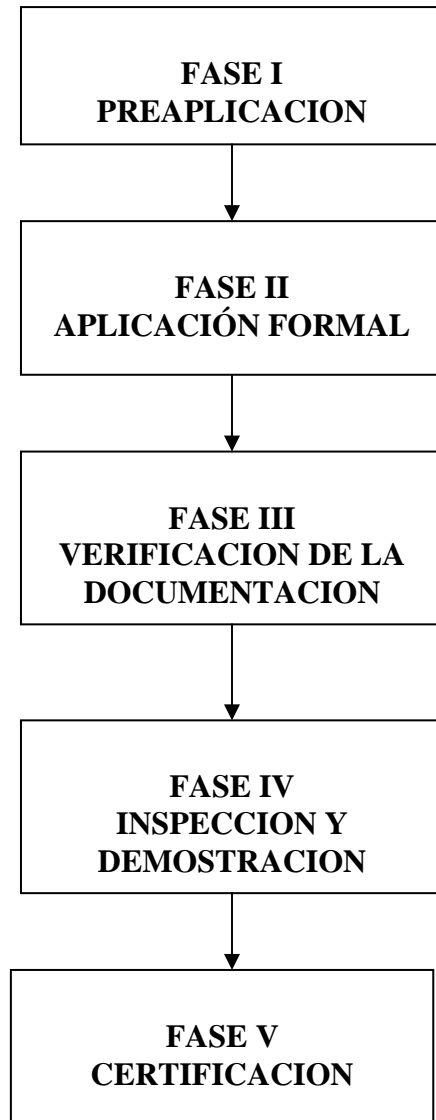 FASE I
PREAPLICACION
FASE II
APLICACIÓN FORMAL
FASE III
VERIFICACION DE LA
DOCUMENTACION
FASE IV
INSPECCION Y
DEMOSTRACION
FASE V
CERTIFICACION